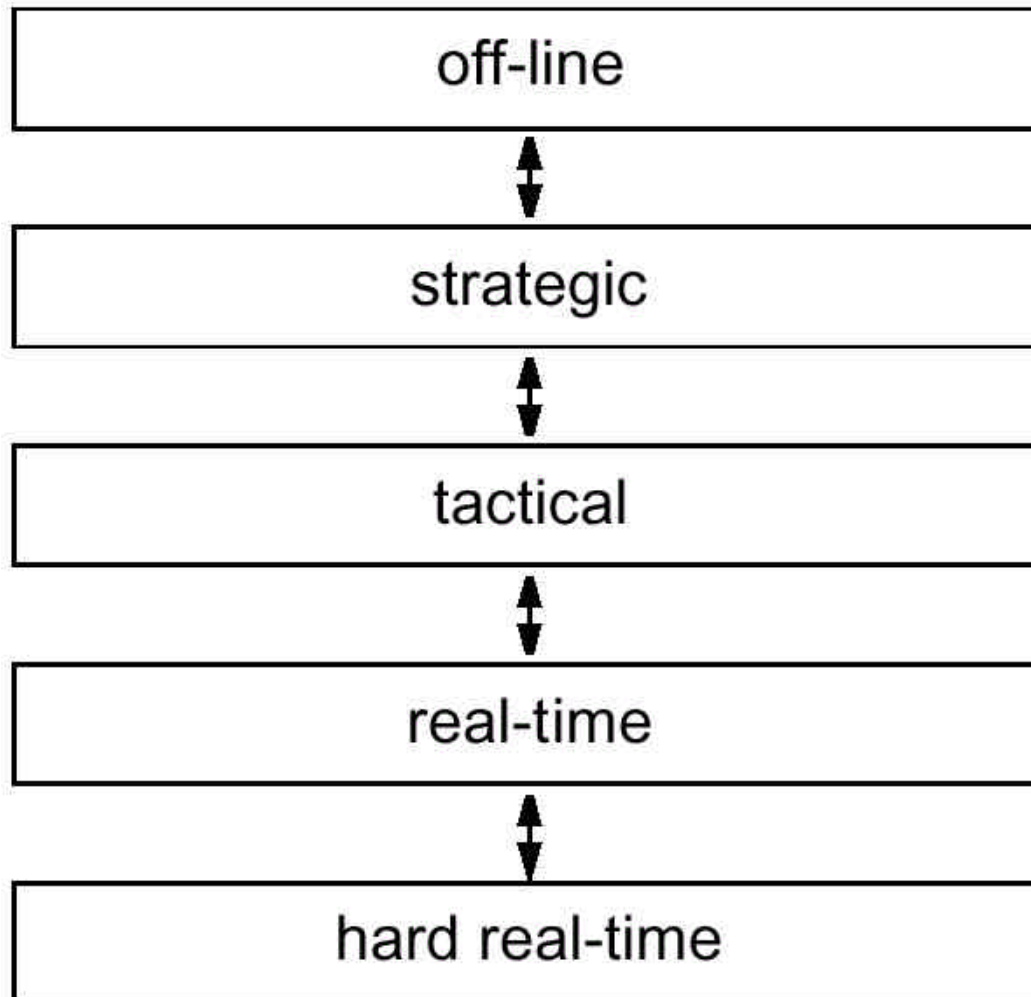 off-line
strategic
tactical
real-time
hard real-time